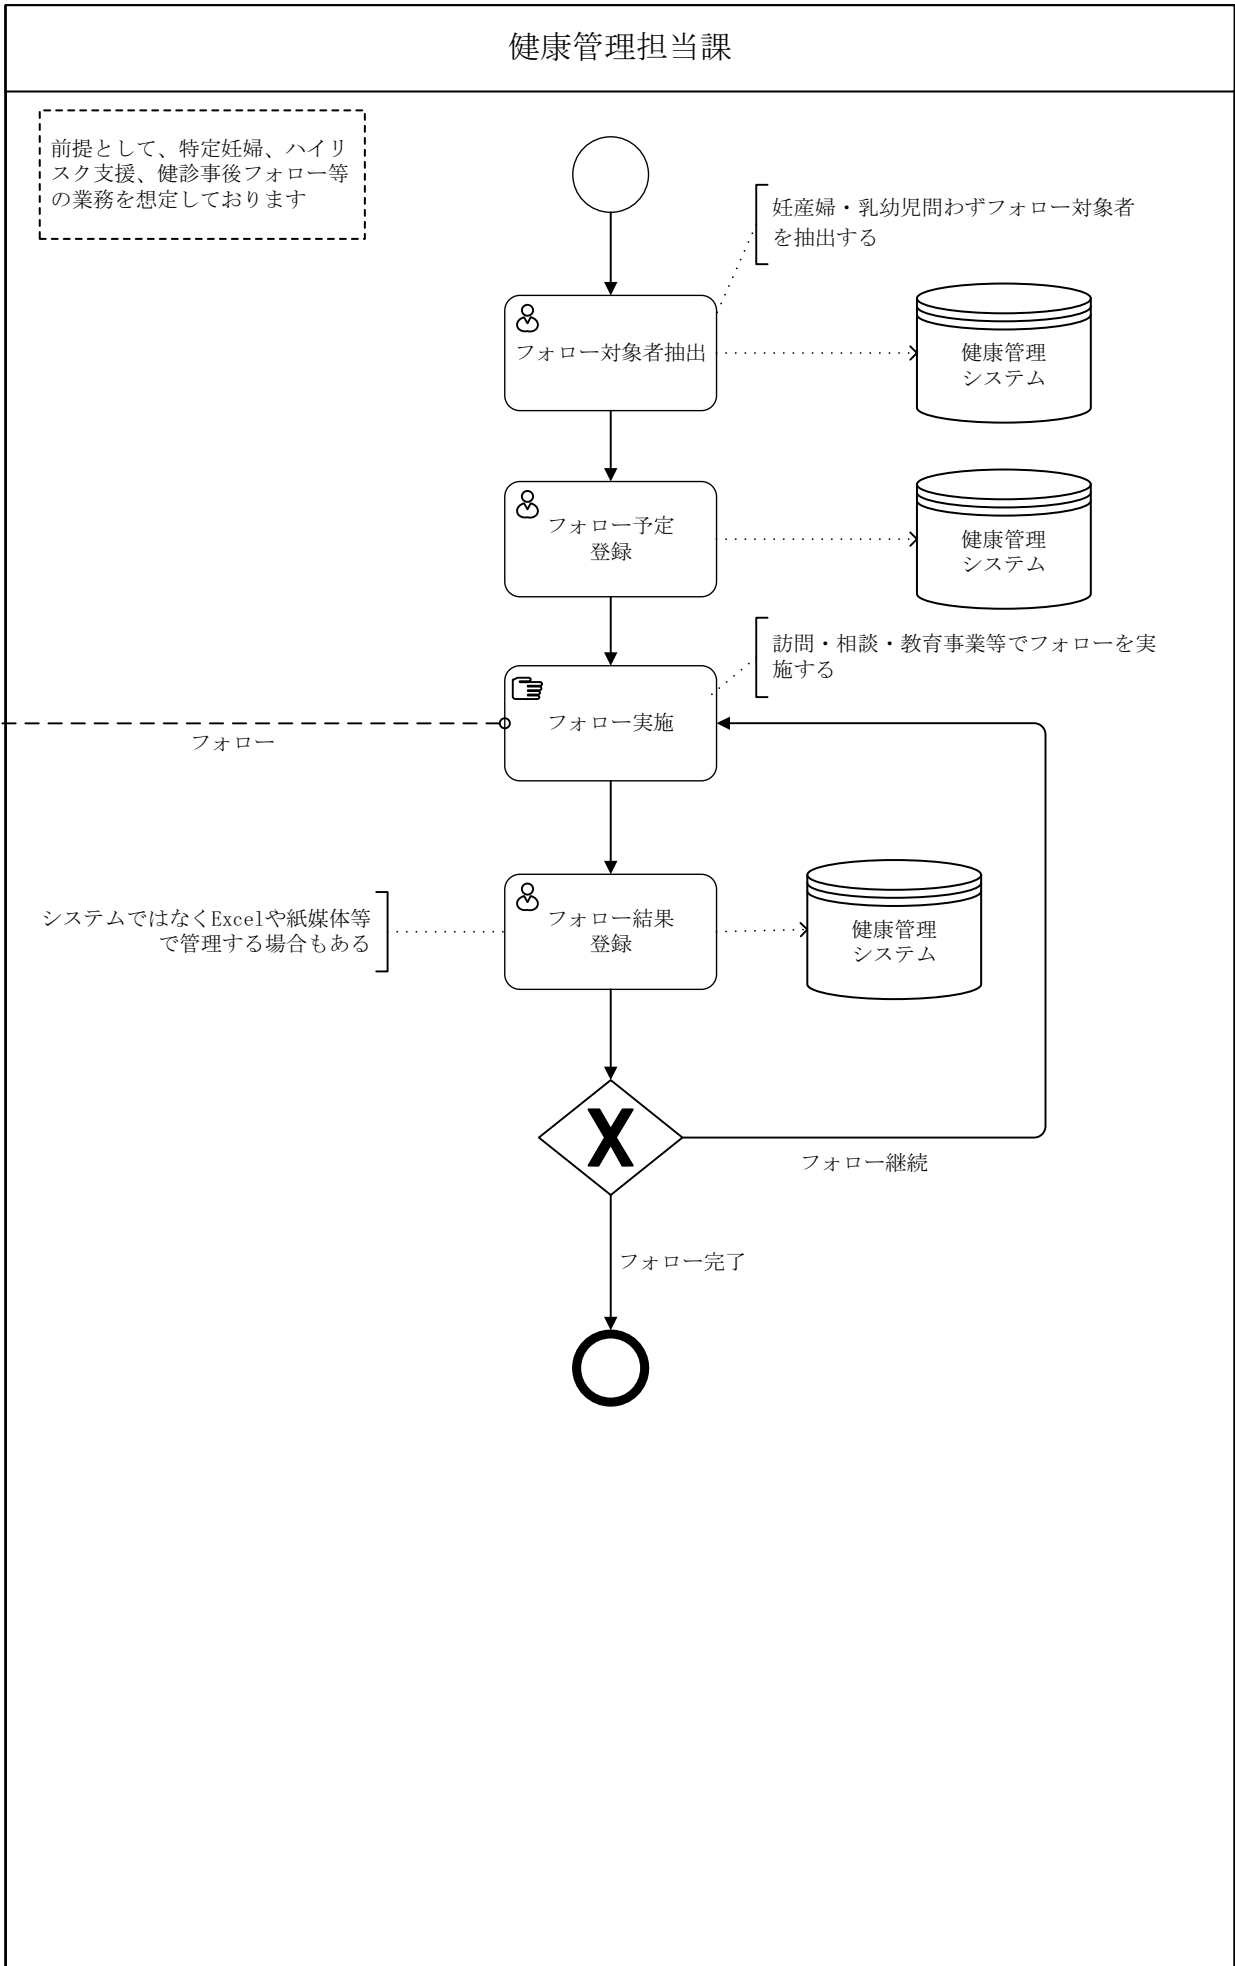 健康管理担当課
前提として、特定妊婦、ハイリ
スク支援、健診事後フォロー等
の業務を想定しております
妊産婦・乳幼児問わずフォロー対象者
を抽出する
フォロー対象者抽出
健康管理
システム
フォロー予定
登録
健康管理
システム
訪問・相談・教育事業等でフォローを実
施する
フォロー実施
フォロー
システムではなくExcelや紙媒体等
で管理する場合もある
フォロー結果
登録
健康管理
システム
X
フォロー継続
フォロー完了